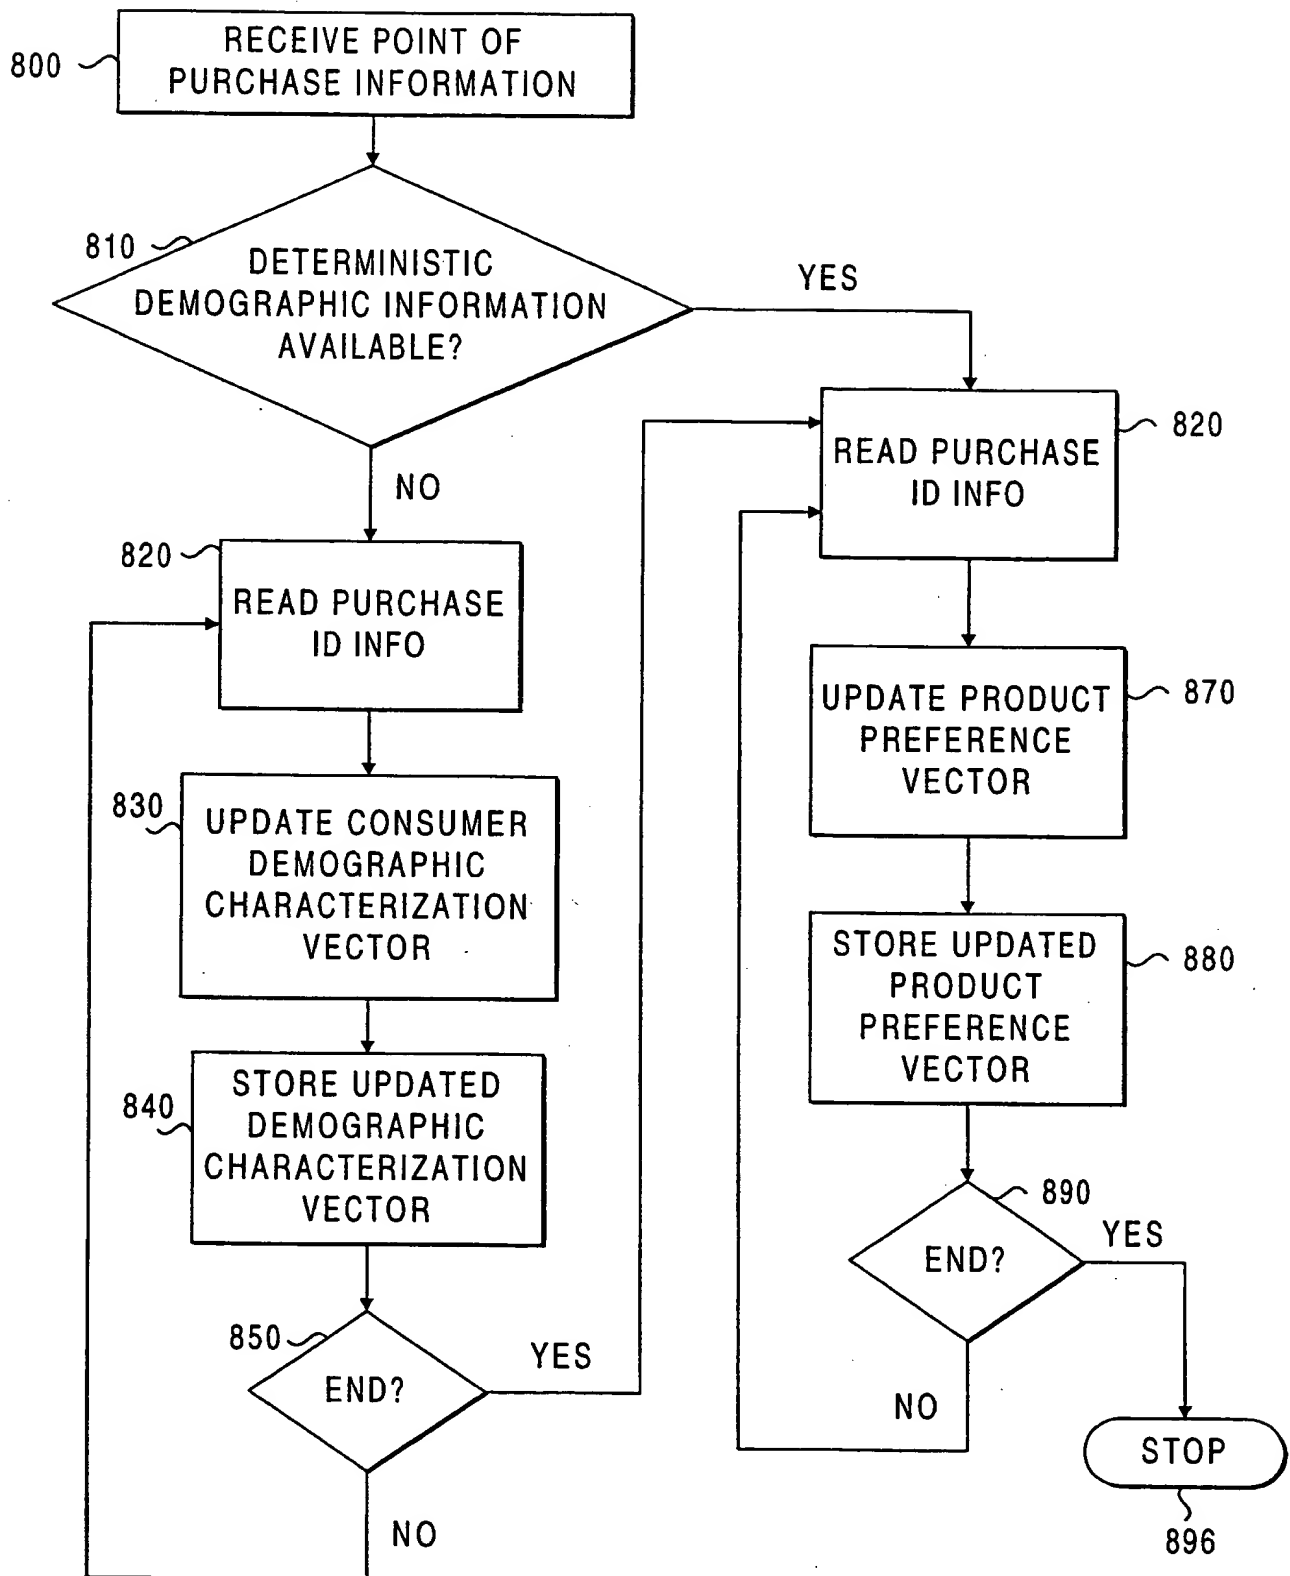 800
RECEIVE POINT OF
PURCHASE INFORMATION
810
DETERMINISTIC
DEMOGRAPHIC INFORMATION
AVAILABLE?
YES
NO
820
READ PURCHASE
ID INFO
830
UPDATE CONSUMER
DEMOGRAPHIC
CHARACTERIZATION
VECTOR
840
STORE UPDATED
DEMOGRAPHIC
CHARACTERIZATION
VECTOR
850
END?
YES
NO
820
READ PURCHASE
ID INFO
870
UPDATE PRODUCT
PREFERENCE
VECTOR
880
STORE UPDATED
PRODUCT
PREFERENCE
VECTOR
890
END?
YES
NO
STOP
896